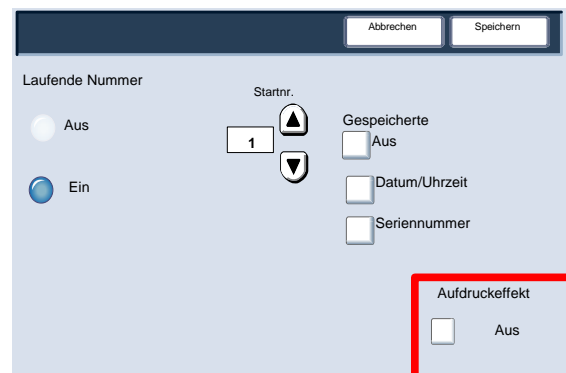 Abbrechen
Speichern
Laufende Nummer
Aus
Ein
Startnr.
1
Gespeicherte
Aus
Datum/Uhrzeit
Seriennummer
Aufdruckeffekt
Aus